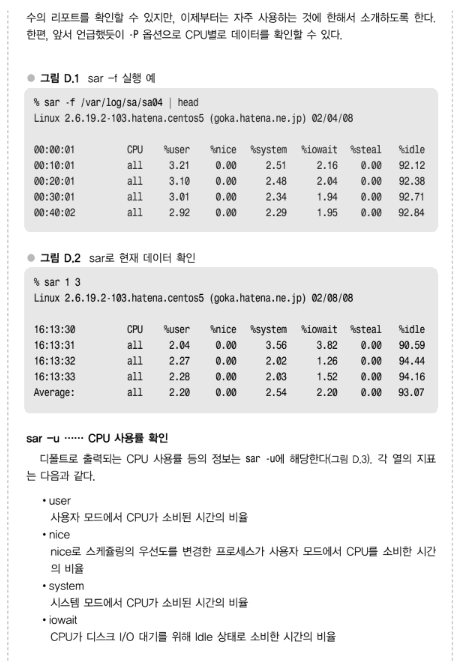 수의 리포트를 확인할 수 있지만, 이제부터는 자주 사용하는 것에 한해서 소개하도록 한다.
한편, 앞서 언급했듯이 -P 옵션으로 CPU별로 데이터를 확인할 수 있다.
● 그림 D.1 sar -f 실행 예
% sar -f /var/log/sa/sa04 | head
Linux 2.6.19.2-103.hatena.centos5 (goka.hatena.ne.jp) 02/04/08
00:00:01 CPU %user %nice %system %iowait %steal %idle
00:10:01 all 3.21 0.00 2.51 2.16 0.00 92.12
00:20:01 all 3.10 0.00 2.48 2.04 0.00 92.38
00:30:01 all 3.01 0.00 2.34 1.94 0.00 92.71
00:40:02 all 2.92 0.00 2.29 1.95 0.00 92.84
● 그림 D.2 sar로 현재 데이터 확인
% sar 1 3
Linux 2.6.19.2-103.hatena.centos5 (goka.hatena.ne.jp) 02/08/08
16:13:30 CPU %user %nice %system %iowait %steal %idle
16:13:31 all 2.04 0.00 3.56 3.82 0.00 90.59
16:13:32 all 2.27 0.00 2.02 1.26 0.00 94.44
16:13:33 all 2.28 0.00 2.03 1.52 0.00 94.16
Average: all 2.20 0.00 2.54 2.20 0.00 93.07
sar -u …… CPU 사용률 확인
디폴트로 출력되는 CPU 사용률 등의 정보는 sar -u에 해당한다(그림 D.3). 각 열의 지표
는 다음과 같다.
• user
사용자 모드에서 CPU가 소비된 시간의 비율
• nice
nice로 스케줄링의 우선도를 변경한 프로세스가 사용자 모드에서 CPU를 소비한 시간
의 비율
• system
시스템 모드에서 CPU가 소비된 시간의 비율
• iowait
CPU가 디스크 I/O 대기를 위해 Idle 상태로 소비한 시간의 비율